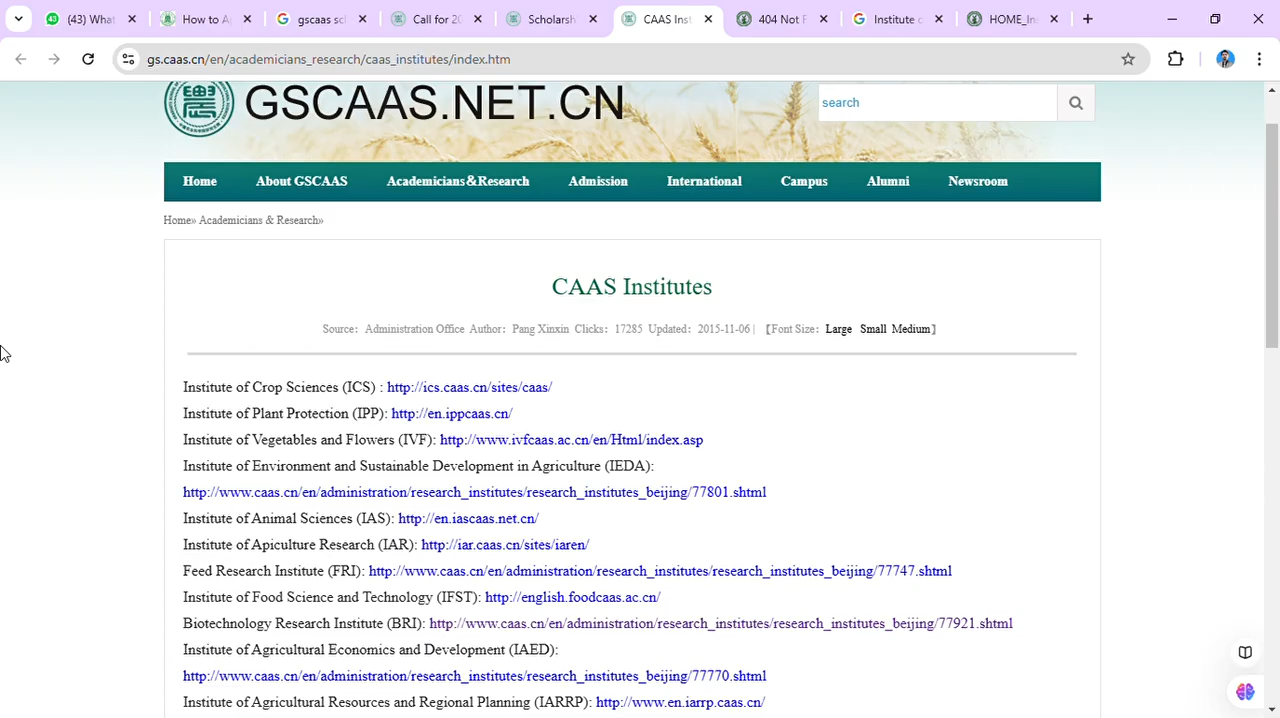 (43) What
How to A
gscaas sc
Call for 20
Scholarsh
CAAS Inst
404 Not F
Institute o
HOME_In
gs.caas.cn/en/academicians_research/caas_institutes/index.htm
GSCAAS.NET.CN
search
Home About GSCAAS Academicians&Research Admission International Campus Alumni Newsroom
Home» Academicians & Research»
CAAS Institutes
Source: Administration Office Author: Pang Xinxin Clicks: 17285 Updated: 2015-11-06 | 【Font Size: Large Small Medium】
Institute of Crop Sciences (ICS) : http://ics.caas.cn/sites/caas/
Institute of Plant Protection (IPP): http://en.ippcaas.cn/
Institute of Vegetables and Flowers (IVF): http://www.ivfcaas.ac.cn/en/Html/index.asp
Institute of Environment and Sustainable Development in Agriculture (IEDA):
http://www.caas.cn/en/administration/research_institutes/research_institutes_beijing/77801.shtml
Institute of Animal Sciences (IAS): http://en.iascaas.net.cn/
Institute of Apiculture Research (IAR): http://iar.caas.cn/sites/iaren/
Feed Research Institute (FRI): http://www.caas.cn/en/administration/research_institutes/research_institutes_beijing/77747.shtml
Institute of Food Science and Technology (IFST): http://english.foodcaas.ac.cn/
Biotechnology Research Institute (BRI): http://www.caas.cn/en/administration/research_institutes/research_institutes_beijing/77921.shtml
Institute of Agricultural Economics and Development (IAED):
http://www.caas.cn/en/administration/research_institutes/research_institutes_beijing/77770.shtml
Institute of Agricultural Resources and Regional Planning (IARRP): http://www.en.iarrp.caas.cn/